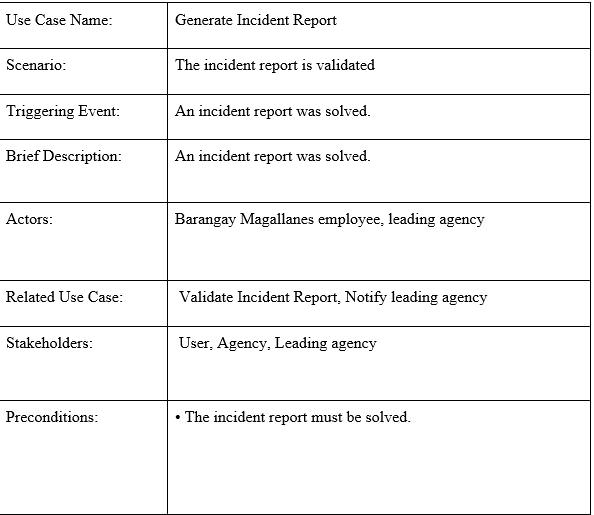 Use Case Name: Generate Incident Report
Scenario: The incident report is validated
Triggering Event: An incident report was solved.
Brief Description: An incident report was solved.
Actors: Barangay Magallanes employee, leading agency
Related Use Case: Validate Incident Report, Notify leading agency
Stakeholders: User, Agency, Leading agency
Preconditions: • The incident report must be solved.